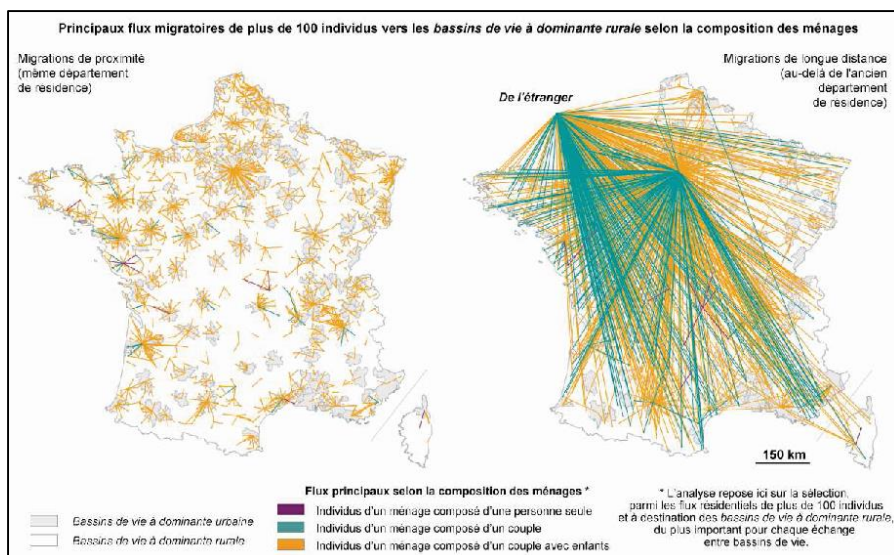 Principaux flux migratoires de plus de 100 individus vers les bassins de vie à dominante rurale selon la composition des ménages
Migrations de proximité
(même département
de résidence)
Migrations de longue distance
(au-delà de l'ancien
département
de résidence)
De l'étranger
150 km
Bassins de vie à dominante urbaine
Bassins de vie à dominante rurale
Flux principaux selon la composition des ménages *
Individus d'un ménage composé d'une personne seule
Individus d'un ménage composé d'un couple
Individus d'un ménage composé d'un couple avec enfants
* L'analyse repose ici sur la sélection,
parmi les flux résidentiels de plus de 100 individus
et à destination des bassins de vie à dominante rurale,
du plus important pour chaque échange
entre bassins de vie.